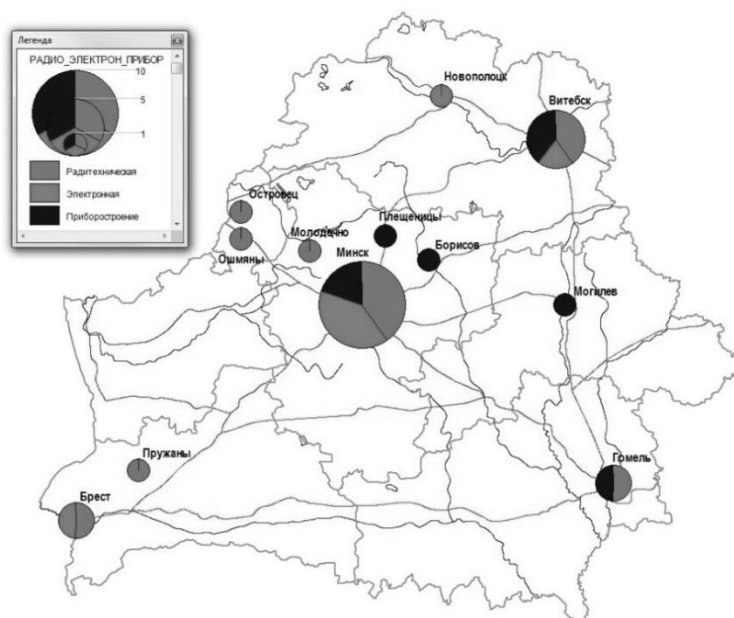 Легенда
РАДИО_ЭЛЕКТРОН_ПРИБОР
10
5
1
Радитехническая
Электронная
Приборостроение
Новополоцк
Витебск
Островец
Плещеницы
Молодечно
Минск
Борисов
Ошмяны
Могилев
Пружаны
Гомель
Брест